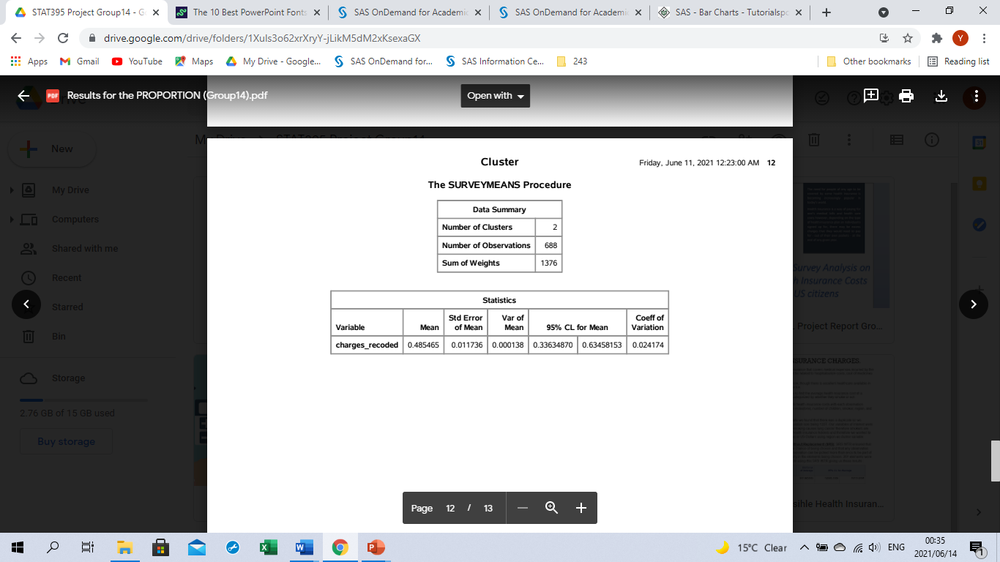 STAT395 Project Group14 - G
The 10 Best PowerPoint Fonts
SAS OnDemand for Academic
SAS OnDemand for Academic
SAS - Bar Charts - Tutorialspo
drive.google.com/drive/folders/1Xuls3o62xrXryY-jLikM5dM2xKsexaGX
Y
Apps
Gmail
YouTube
Maps
My Drive - Google...
SAS OnDemand for...
SAS Information Ce...
243
Other bookmarks
Reading list
PDF
Results for the PROPORTION (Group14).pdf
Open with
New
My Drive
Computers
Shared with me
Recent
Starred
Bin
Storage
2.76 GB of 15 GB used
Buy storage
Cluster
Friday, June 11, 2021 12:23:00 AM 12
The SURVEYMEANS Procedure
Data Summary
Number of Clusters 2
Number of Observations 688
Sum of Weights 1376
Statistics
Variable Mean Std Error of Mean Var of Mean 95% CL for Mean Coeff of Variation
charges_recoded 0.485465 0.011736 0.000138 0.33634870 0.63458153 0.024174
Survey Analysis on
h Insurance Costs
US citizens
Project Report Gro...
SURANCE CHARGES
sible Health Insuran...
Page 12 / 13
15°C Clear
ENG
00:35
2021/06/14
1